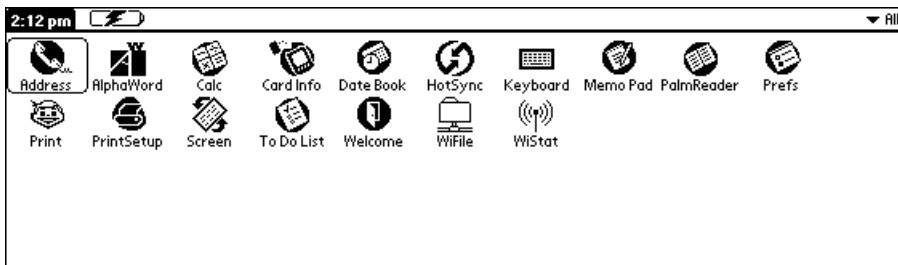 2:12 pm All
Address AlphaWord Calc Card Info Date Book HotSync Keyboard Memo Pad PalmReader Prefs
Print PrintSetup Screen To Do List Welcome WiFile WiStat